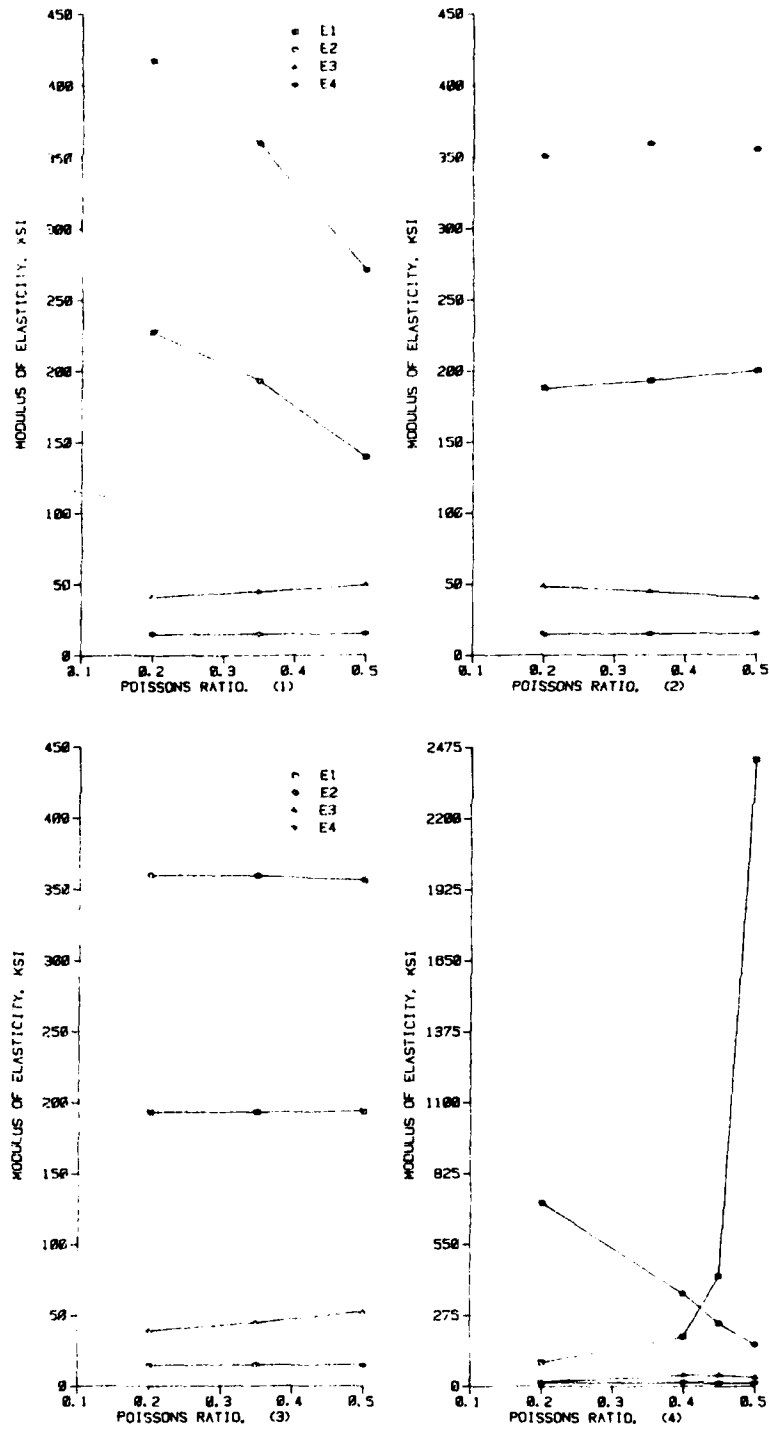 450
400
350
300
250
200
150
100
50
0
MODULUS OF ELASTICITY, KSI
E1
E2
E3
E4
0.1 0.2 0.3 0.4 0.5
POISSONS RATIO. (1)
450
400
350
300
250
200
150
100
50
0
MODULUS OF ELASTICITY, KSI
0.1 0.2 0.3 0.4 0.5
POISSONS RATIO. (2)
450
400
350
300
250
200
150
100
50
0
MODULUS OF ELASTICITY, KSI
E1
E2
E3
E4
0.1 0.2 0.3 0.4 0.5
POISSONS RATIO. (3)
2475
2200
1925
1650
1375
1100
825
550
275
0
MODULUS OF ELASTICITY, KSI
0.1 0.2 0.3 0.4 0.5
POISSONS RATIO. (4)